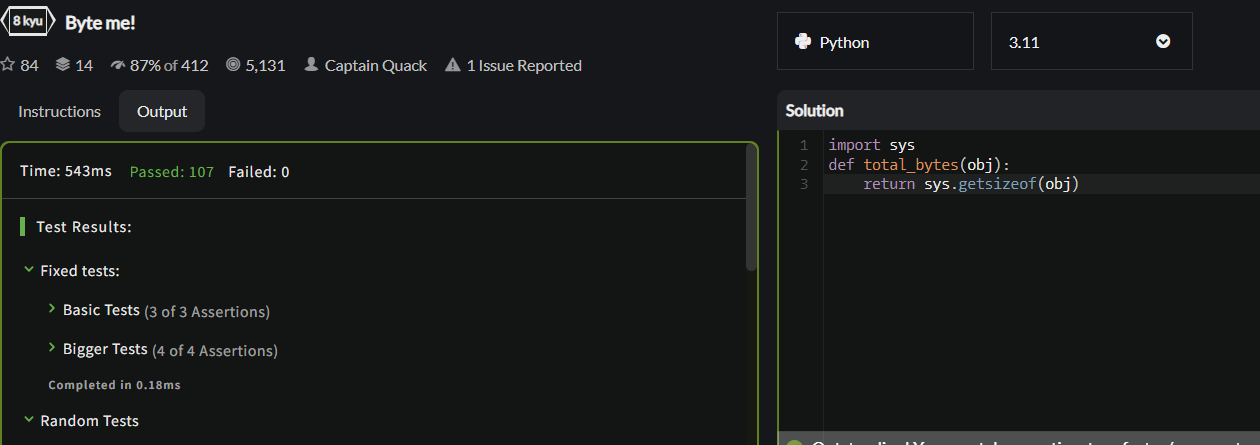 8 kyu Byte me!
84 14 87% of 412 5,131 Captain Quack 1 Issue Reported
Instructions Output
Time: 543ms Passed: 107 Failed: 0
Test Results:
Fixed tests:
Basic Tests (3 of 3 Assertions)
Bigger Tests (4 of 4 Assertions)
Completed in 0.18ms
Random Tests
Python 3.11
Solution
1 import sys
2 def total_bytes(obj):
3 return sys.getsizeof(obj)